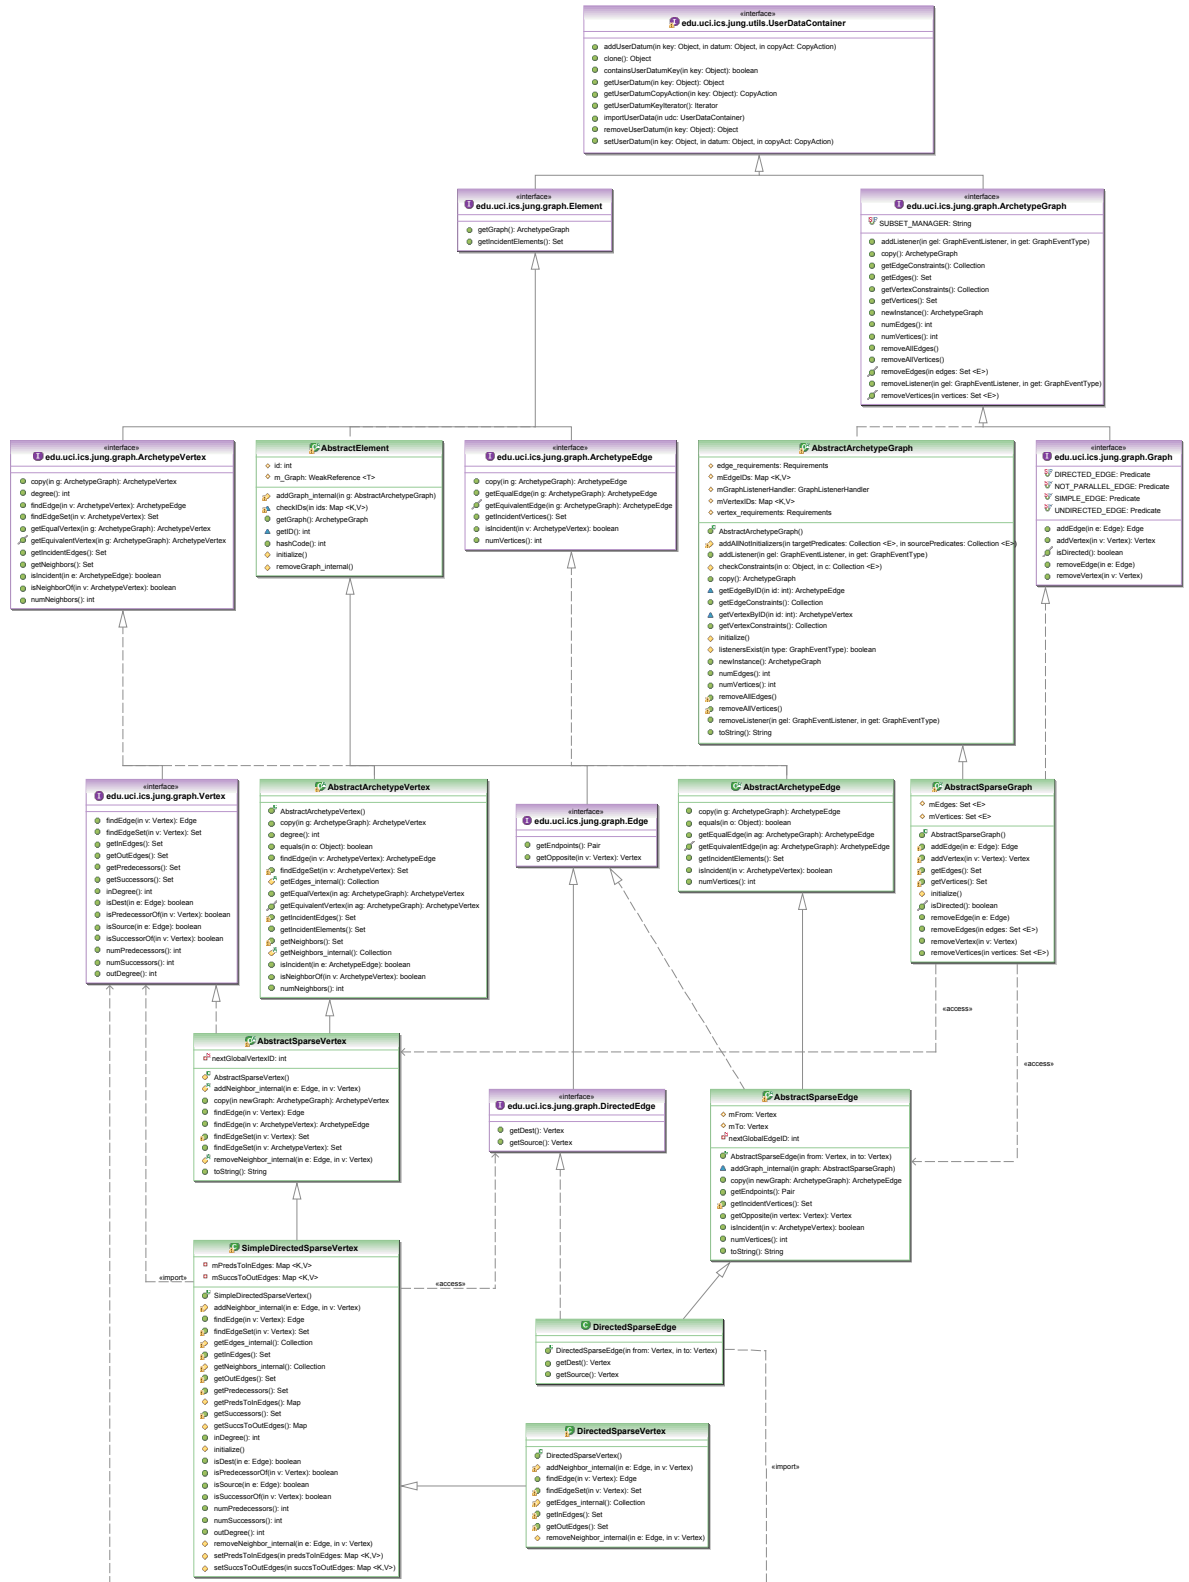 «interface»
edu.uci.ics.jung.utils.UserDataContainer
addUserDatum(in key: Object, in datum: Object, in copyAct: CopyAction)
clone(): Object
containsUserDatumKey(in key: Object): boolean
getUserDatum(in key: Object): Object
getUserDatumCopyAction(in key: Object): CopyAction
getUserDatumKeyIterator(): Iterator
importUserData(in udc: UserDataContainer)
removeUserDatum(in key: Object): Object
setUserDatum(in key: Object, in datum: Object, in copyAct: CopyAction)
«interface»
edu.uci.ics.jung.graph.Element
getGraph(): ArchetypeGraph
getIncidentElements(): Set
«interface»
edu.uci.ics.jung.graph.ArchetypeGraph
SUBSET_MANAGER: String
addListener(in gel: GraphEventListener, in get: GraphEventType)
copy(): ArchetypeGraph
getEdgeConstraints(): Collection
getEdges(): Set
getVertexConstraints(): Collection
getVertices(): Set
newInstance(): ArchetypeGraph
numEdges(): int
numVertices(): int
removeAllEdges()
removeAllVertices()
removeEdges(in edges: Set <E>)
removeListener(in gel: GraphEventListener, in get: GraphEventType)
removeVertices(in vertices: Set <E>)
«interface»
edu.uci.ics.jung.graph.ArchetypeVertex
copy(in g: ArchetypeGraph): ArchetypeVertex
degree(): int
findEdge(in v: ArchetypeVertex): ArchetypeEdge
findEdgeSet(in v: ArchetypeVertex): Set
getEqualVertex(in g: ArchetypeGraph): ArchetypeVertex
getEquivalentVertex(in g: ArchetypeGraph): ArchetypeVertex
getIncidentEdges(): Set
getNeighbors(): Set
isIncident(in e: ArchetypeEdge): boolean
isNeighborOf(in v: ArchetypeVertex): boolean
numNeighbors(): int
AbstractElement
id: int
m_Graph: WeakReference <T>
addGraph_internal(in g: AbstractArchetypeGraph)
checkIDs(in ids: Map <K,V>)
getGraph(): ArchetypeGraph
getID(): int
hashCode(): int
initialize()
removeGraph_internal()
«interface»
edu.uci.ics.jung.graph.ArchetypeEdge
copy(in g: ArchetypeGraph): ArchetypeEdge
getEqualEdge(in g: ArchetypeGraph): ArchetypeEdge
getEquivalentEdge(in g: ArchetypeGraph): ArchetypeEdge
getIncidentVertices(): Set
isIncident(in v: ArchetypeVertex): boolean
numVertices(): int
AbstractArchetypeGraph
edge_requirements: Requirements
mEdgeIDs: Map <K,V>
mGraphListenerHandler: GraphListenerHandler
mVertexIDs: Map <K,V>
vertex_requirements: Requirements
AbstractArchetypeGraph()
addAllNotInitializers(in targetPredicates: Collection <E>, in sourcePredicates: Collection <E>)
addListener(in gel: GraphEventListener, in get: GraphEventType)
checkConstraints(in o: Object, in c: Collection <E>)
copy(): ArchetypeGraph
getEdgeByID(in id: int): ArchetypeEdge
getEdgeConstraints(): Collection
getVertexByID(in id: int): ArchetypeVertex
getVertexConstraints(): Collection
initialize()
listenersExist(in type: GraphEventType): boolean
newInstance(): ArchetypeGraph
numEdges(): int
numVertices(): int
removeAllEdges()
removeAllVertices()
removeListener(in gel: GraphEventListener, in get: GraphEventType)
toString(): String
«interface»
edu.uci.ics.jung.graph.Graph
DIRECTED_EDGE: Predicate
NOT_PARALLEL_EDGE: Predicate
SIMPLE_EDGE: Predicate
UNDIRECTED_EDGE: Predicate
addEdge(in e: Edge): Edge
addVertex(in v: Vertex): Vertex
isDirected(): boolean
removeEdge(in e: Edge)
removeVertex(in v: Vertex)
«interface»
edu.uci.ics.jung.graph.Vertex
findEdge(in v: Vertex): Edge
findEdgeSet(in v: Vertex): Set
getInEdges(): Set
getOutEdges(): Set
getPredecessors(): Set
getSuccessors(): Set
inDegree(): int
isDest(in e: Edge): boolean
isPredecessorOf(in v: Vertex): boolean
isSource(in e: Edge): boolean
isSuccessorOf(in v: Vertex): boolean
numPredecessors(): int
numSuccessors(): int
outDegree(): int
AbstractArchetypeVertex
AbstractArchetypeVertex()
copy(in g: ArchetypeGraph): ArchetypeVertex
degree(): int
equals(in o: Object): boolean
findEdge(in v: ArchetypeVertex): ArchetypeEdge
findEdgeSet(in v: ArchetypeVertex): Set
getEdges_internal(): Collection
getEqualVertex(in ag: ArchetypeGraph): ArchetypeVertex
getEquivalentVertex(in ag: ArchetypeGraph): ArchetypeVertex
getIncidentEdges(): Set
getIncidentElements(): Set
getNeighbors(): Set
getNeighbors_internal(): Collection
isIncident(in e: ArchetypeEdge): boolean
isNeighborOf(in v: ArchetypeVertex): boolean
numNeighbors(): int
«interface»
edu.uci.ics.jung.graph.Edge
getEndpoints(): Pair
getOpposite(in v: Vertex): Vertex
AbstractArchetypeEdge
copy(in g: ArchetypeGraph): ArchetypeEdge
equals(in o: Object): boolean
getEqualEdge(in ag: ArchetypeGraph): ArchetypeEdge
getEquivalentEdge(in ag: ArchetypeGraph): ArchetypeEdge
getIncidentElements(): Set
isIncident(in v: ArchetypeVertex): boolean
numVertices(): int
AbstractSparseGraph
mEdges: Set <E>
mVertices: Set <E>
AbstractSparseGraph()
addEdge(in e: Edge): Edge
addVertex(in v: Vertex): Vertex
getEdges(): Set
getVertices(): Set
initialize()
isDirected(): boolean
removeEdge(in e: Edge)
removeEdges(in edges: Set <E>)
removeVertex(in v: Vertex)
removeVertices(in vertices: Set <E>)
«access»
«access»
AbstractSparseVertex
nextGlobalVertexID: int
AbstractSparseVertex()
addNeighbor_internal(in e: Edge, in v: Vertex)
copy(in newGraph: ArchetypeGraph): ArchetypeVertex
findEdge(in v: Vertex): Edge
findEdge(in v: ArchetypeVertex): ArchetypeEdge
findEdgeSet(in v: Vertex): Set
findEdgeSet(in v: ArchetypeVertex): Set
removeNeighbor_internal(in e: Edge, in v: Vertex)
toString(): String
«interface»
edu.uci.ics.jung.graph.DirectedEdge
getDest(): Vertex
getSource(): Vertex
AbstractSparseEdge
mFrom: Vertex
mTo: Vertex
nextGlobalEdgeID: int
AbstractSparseEdge(in from: Vertex, in to: Vertex)
addGraph_internal(in graph: AbstractSparseGraph)
copy(in newGraph: ArchetypeGraph): ArchetypeEdge
getEndpoints(): Pair
getIncidentVertices(): Set
getOpposite(in vertex: Vertex): Vertex
isIncident(in v: ArchetypeVertex): boolean
numVertices(): int
toString(): String
«import»
«access»
SimpleDirectedSparseVertex
mPredsToInEdges: Map <K,V>
mSuccsToOutEdges: Map <K,V>
SimpleDirectedSparseVertex()
addNeighbor_internal(in e: Edge, in v: Vertex)
findEdge(in v: Vertex): Edge
findEdgeSet(in v: Vertex): Set
getEdges_internal(): Collection
getInEdges(): Set
getNeighbors_internal(): Collection
getOutEdges(): Set
getPredecessors(): Set
getPredsToInEdges(): Map
getSuccessors(): Set
getSuccsToOutEdges(): Map
inDegree(): int
initialize()
isDest(in e: Edge): boolean
isPredecessorOf(in v: Vertex): boolean
isSource(in e: Edge): boolean
isSuccessorOf(in v: Vertex): boolean
numPredecessors(): int
numSuccessors(): int
outDegree(): int
removeNeighbor_internal(in e: Edge, in v: Vertex)
setPredsToInEdges(in predsToInEdges: Map <K,V>)
setSuccsToOutEdges(in succsToOutEdges: Map <K,V>)
DirectedSparseEdge
DirectedSparseEdge(in from: Vertex, in to: Vertex)
getDest(): Vertex
getSource(): Vertex
DirectedSparseVertex
DirectedSparseVertex()
addNeighbor_internal(in e: Edge, in v: Vertex)
findEdge(in v: Vertex): Edge
findEdgeSet(in v: Vertex): Set
getEdges_internal(): Collection
getInEdges(): Set
getOutEdges(): Set
removeNeighbor_internal(in e: Edge, in v: Vertex)
«import»